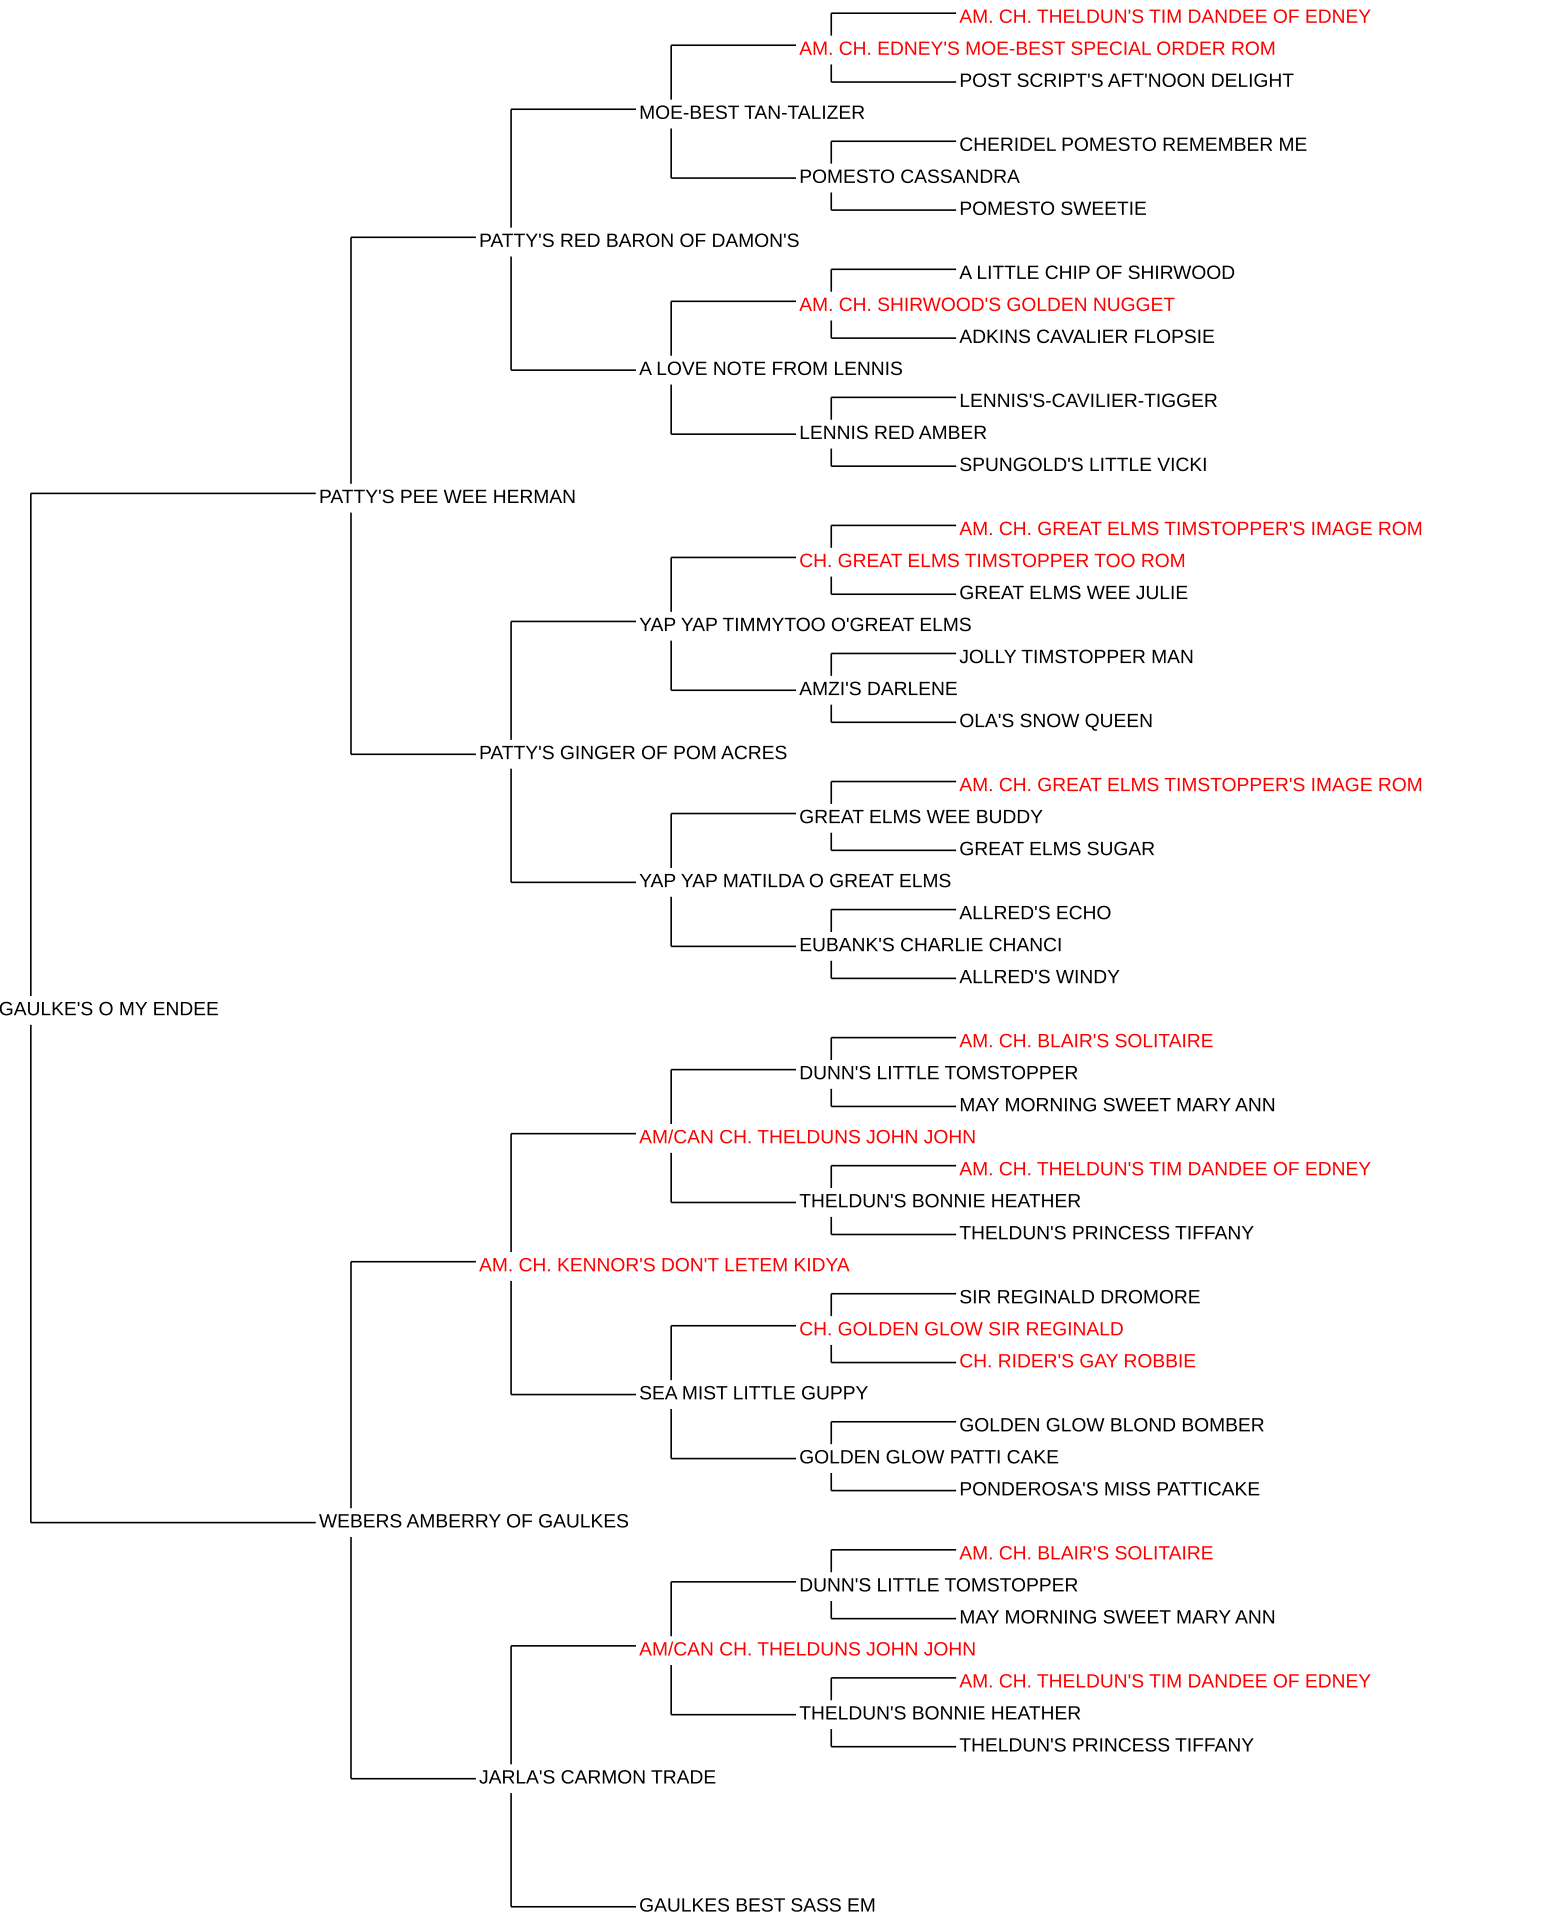 AM. CH. THELDUN'S TIM DANDEE OF EDNEY
AM. CH. EDNEY'S MOE-BEST SPECIAL ORDER ROM
POST SCRIPT'S AFT'NOON DELIGHT
MOE-BEST TAN-TALIZER
CHERIDEL POMESTO REMEMBER ME
POMESTO CASSANDRA
POMESTO SWEETIE
PATTY'S RED BARON OF DAMON'S
A LITTLE CHIP OF SHIRWOOD
AM. CH. SHIRWOOD'S GOLDEN NUGGET
ADKINS CAVALIER FLOPSIE
A LOVE NOTE FROM LENNIS
LENNIS'S-CAVILIER-TIGGER
LENNIS RED AMBER
SPUNGOLD'S LITTLE VICKI
PATTY'S PEE WEE HERMAN
AM. CH. GREAT ELMS TIMSTOPPER'S IMAGE ROM
CH. GREAT ELMS TIMSTOPPER TOO ROM
GREAT ELMS WEE JULIE
YAP YAP TIMMYTOO O'GREAT ELMS
JOLLY TIMSTOPPER MAN
AMZI'S DARLENE
OLA'S SNOW QUEEN
PATTY'S GINGER OF POM ACRES
AM. CH. GREAT ELMS TIMSTOPPER'S IMAGE ROM
GREAT ELMS WEE BUDDY
GREAT ELMS SUGAR
YAP YAP MATILDA O GREAT ELMS
ALLRED'S ECHO
EUBANK'S CHARLIE CHANCI
ALLRED'S WINDY
GAULKE'S O MY ENDEE
AM. CH. BLAIR'S SOLITAIRE
DUNN'S LITTLE TOMSTOPPER
MAY MORNING SWEET MARY ANN
AM/CAN CH. THELDUNS JOHN JOHN
AM. CH. THELDUN'S TIM DANDEE OF EDNEY
THELDUN'S BONNIE HEATHER
THELDUN'S PRINCESS TIFFANY
AM. CH. KENNOR'S DON'T LETEM KIDYA
SIR REGINALD DROMORE
CH. GOLDEN GLOW SIR REGINALD
CH. RIDER'S GAY ROBBIE
SEA MIST LITTLE GUPPY
GOLDEN GLOW BLOND BOMBER
GOLDEN GLOW PATTI CAKE
PONDEROSA'S MISS PATTICAKE
WEBERS AMBERRY OF GAULKES
AM. CH. BLAIR'S SOLITAIRE
DUNN'S LITTLE TOMSTOPPER
MAY MORNING SWEET MARY ANN
AM/CAN CH. THELDUNS JOHN JOHN
AM. CH. THELDUN'S TIM DANDEE OF EDNEY
THELDUN'S BONNIE HEATHER
THELDUN'S PRINCESS TIFFANY
JARLA'S CARMON TRADE
GAULKES BEST SASS EM